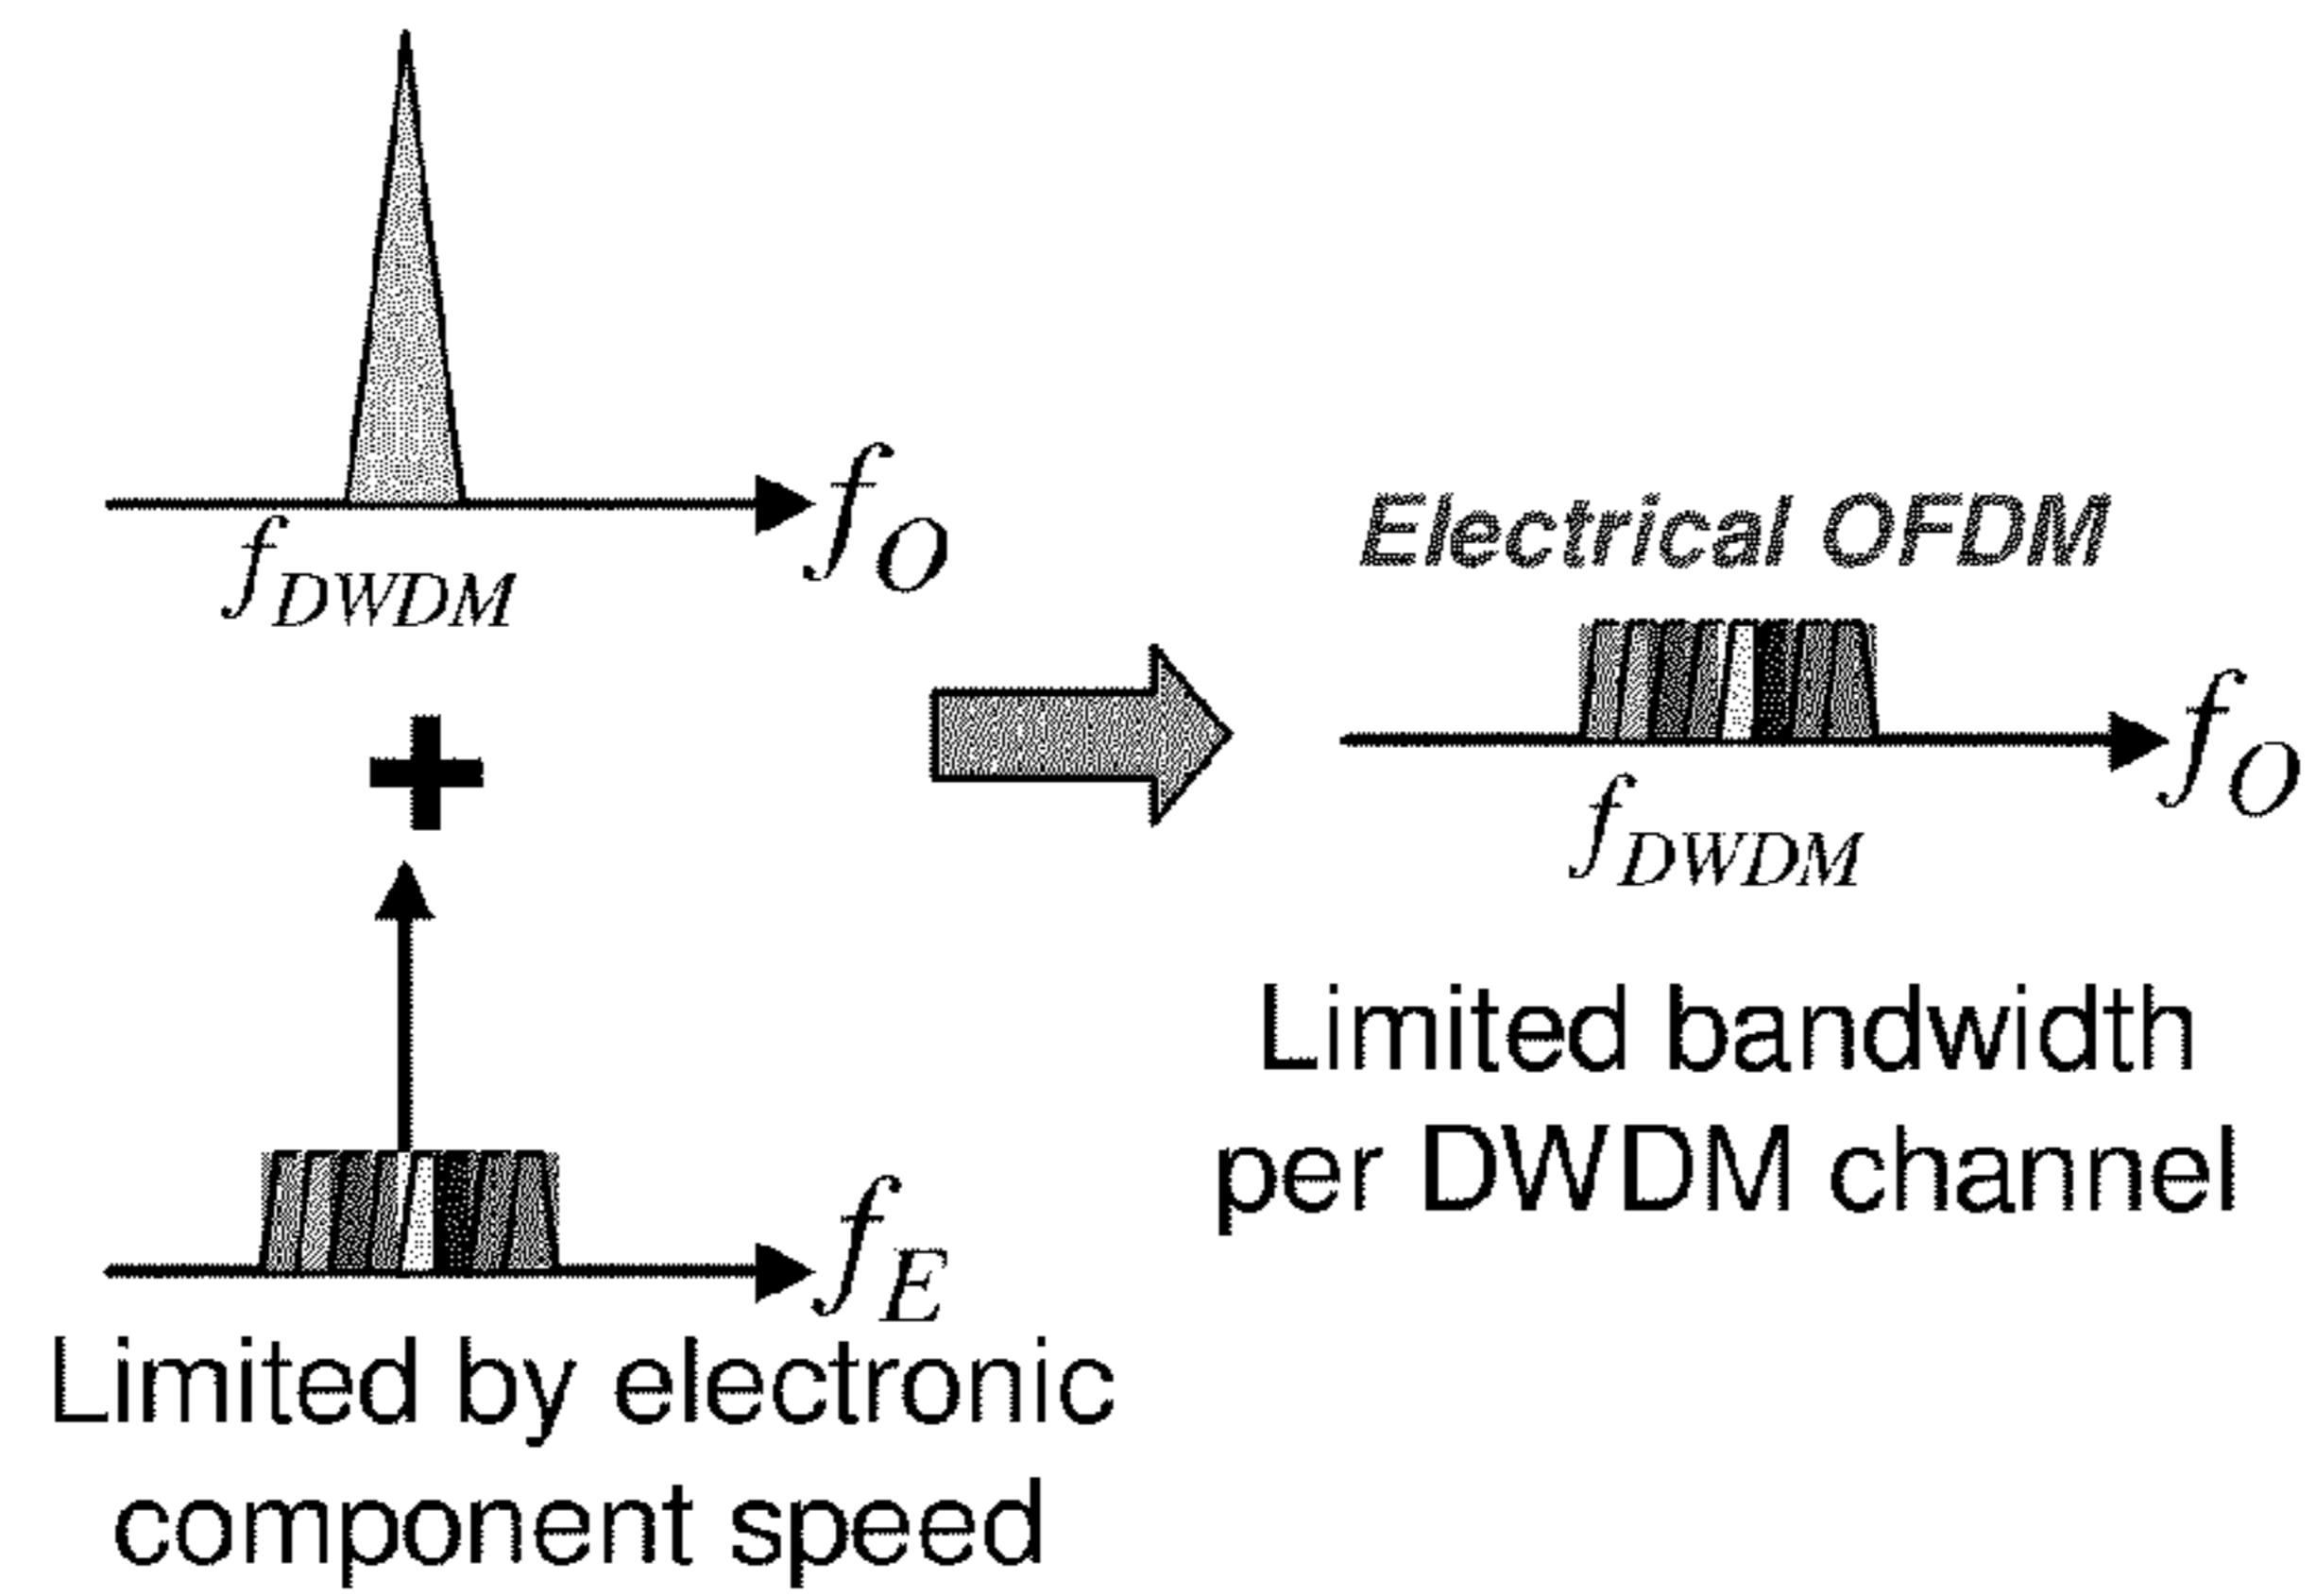 f_O
f_DWDM
+
f_E
Limited by electronic
component speed
Electrical OFDM
f_O
f_DWDM
Limited bandwidth
per DWDM channel